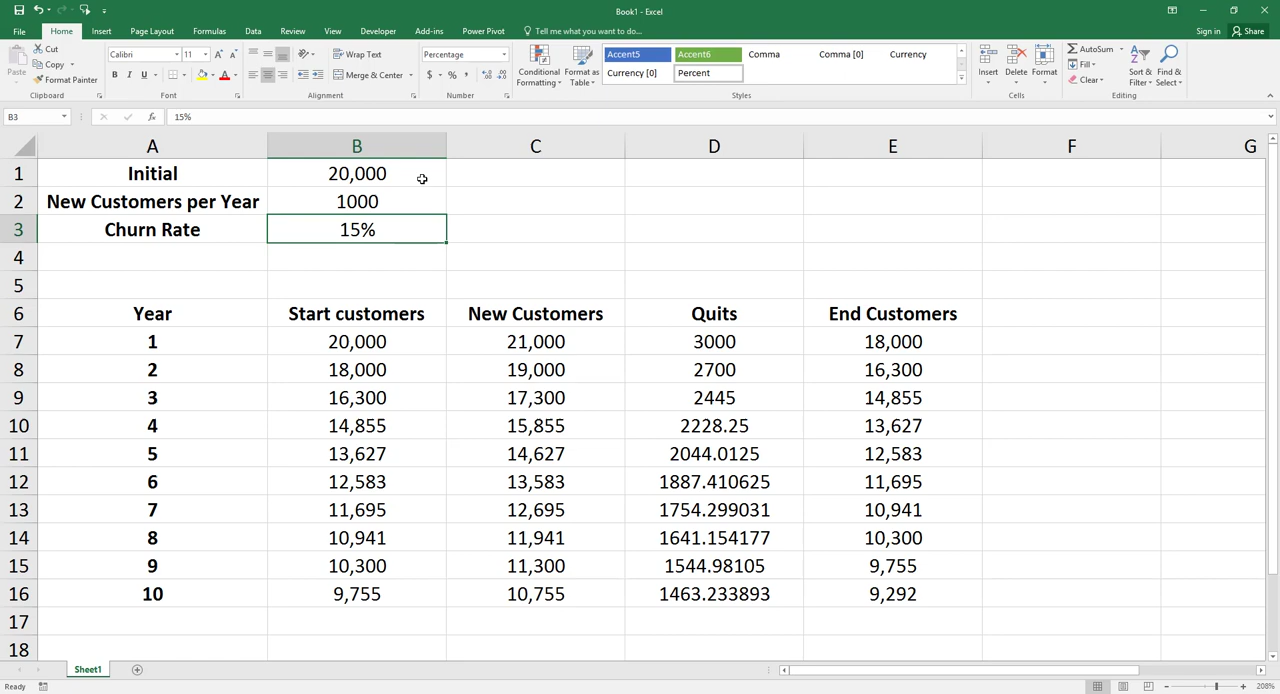 Book1 - Excel
File Home Insert Page Layout Formulas Data Review View Developer Add-ins Power Pivot Tell me what you want to do... Sign in Share
Paste Cut Copy Format Painter Clipboard
Calibri 11 A A B I U A Font
Wrap Text Merge & Center Alignment
Percentage $ % , Number
Conditional Formatting Format as Table
Accent5 Accent6 Comma Comma [0] Currency
Currency [0] Percent
Styles
Insert Delete Format Cells
AutoSum Fill Clear Sort & Filter Find & Select Editing
B3 fx 15%
A B C D E F G
1 Initial 20,000
2 New Customers per Year 1000
3 Churn Rate 15%
4
5
6 Year Start customers New Customers Quits End Customers
7 1 20,000 21,000 3000 18,000
8 2 18,000 19,000 2700 16,300
9 3 16,300 17,300 2445 14,855
10 4 14,855 15,855 2228.25 13,627
11 5 13,627 14,627 2044.0125 12,583
12 6 12,583 13,583 1887.410625 11,695
13 7 11,695 12,695 1754.299031 10,941
14 8 10,941 11,941 1641.154177 10,300
15 9 10,300 11,300 1544.98105 9,755
16 10 9,755 10,755 1463.233893 9,292
17
18
Sheet1
Ready 208%